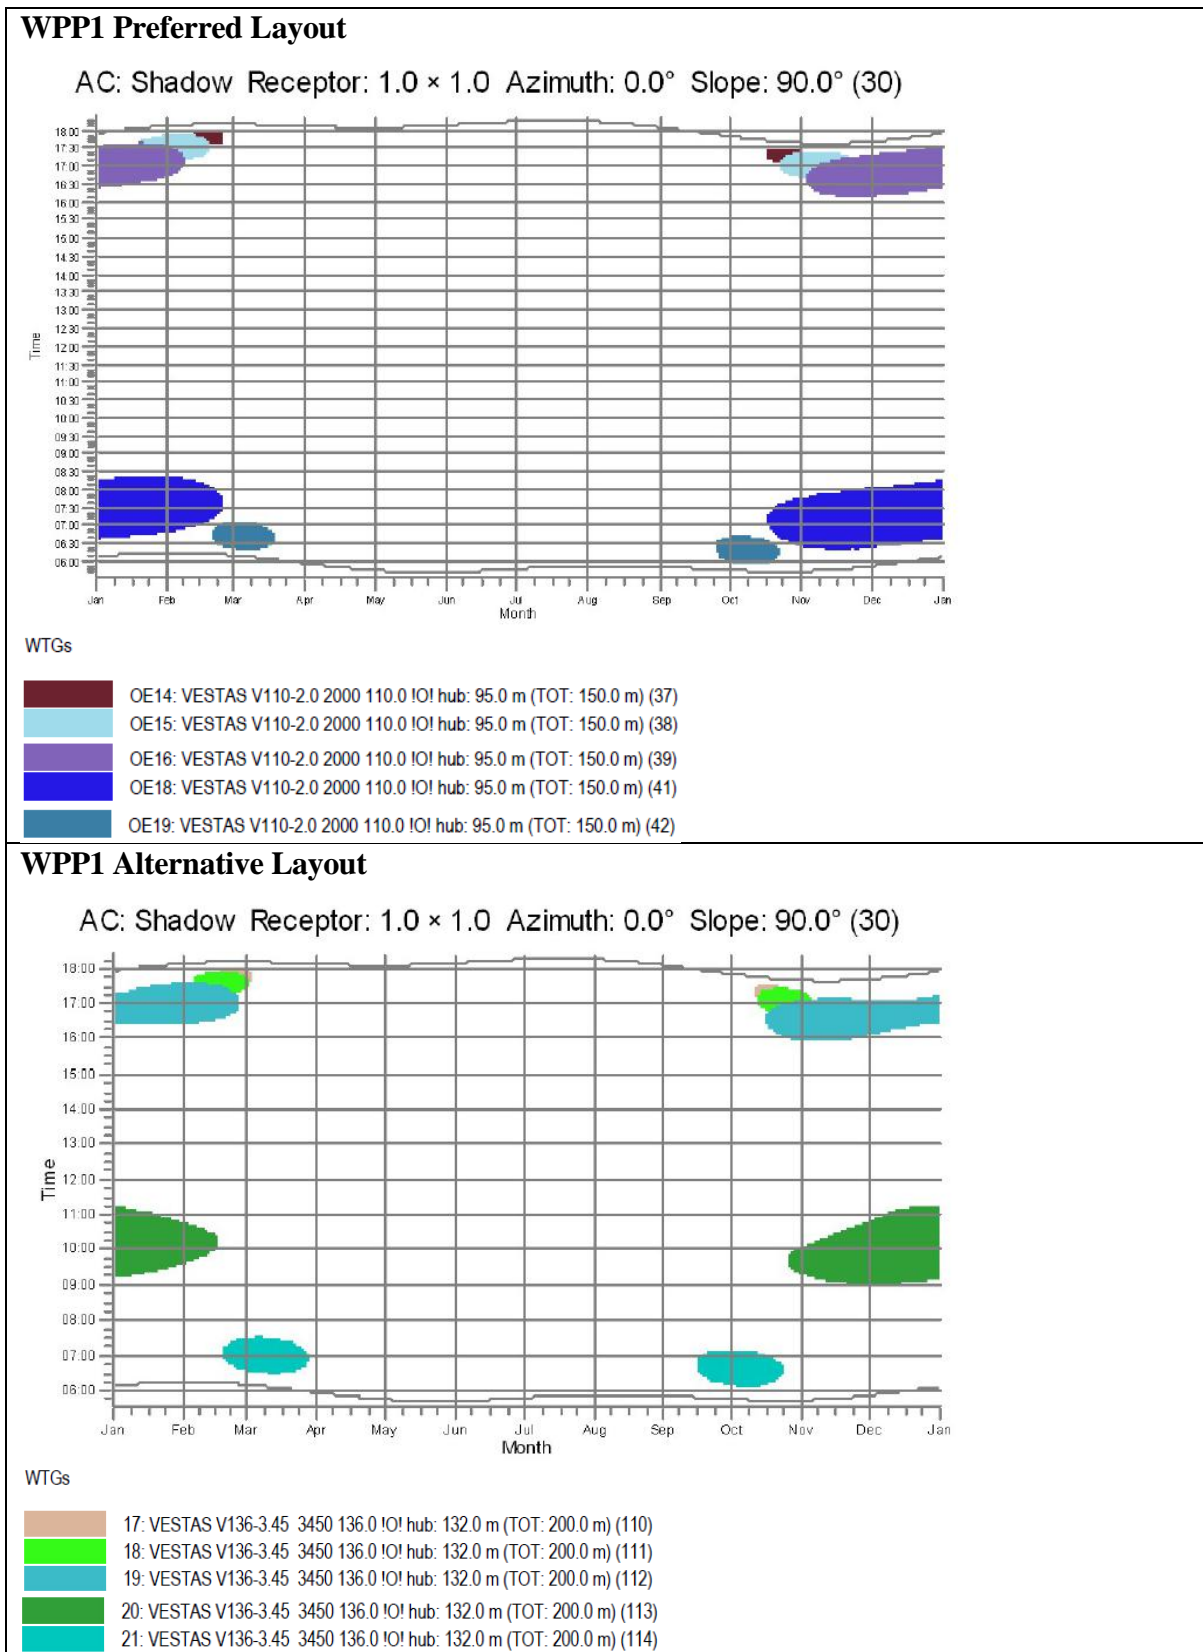 WPP1 Preferred Layout
AC: Shadow Receptor: 1.0 × 1.0 Azimuth: 0.0° Slope: 90.0° (30)
18:00
17:30
17:00
16:30
16:00
15:30
15:00
14:30
14:00
13:30
13:00
12:30
12:00
11:30
11:00
10:30
10:00
09:30
09:00
08:30
08:00
07:30
07:00
06:30
06:00
Time
Jan Feb Mar Apr May Jun Jul Aug Sep Oct Nov Dec Jan
Month
WTGs
OE14: VESTAS V110-2.0 2000 110.0 !O! hub: 95.0 m (TOT: 150.0 m) (37)
OE15: VESTAS V110-2.0 2000 110.0 !O! hub: 95.0 m (TOT: 150.0 m) (38)
OE16: VESTAS V110-2.0 2000 110.0 !O! hub: 95.0 m (TOT: 150.0 m) (39)
OE18: VESTAS V110-2.0 2000 110.0 !O! hub: 95.0 m (TOT: 150.0 m) (41)
OE19: VESTAS V110-2.0 2000 110.0 !O! hub: 95.0 m (TOT: 150.0 m) (42)
WPP1 Alternative Layout
AC: Shadow Receptor: 1.0 × 1.0 Azimuth: 0.0° Slope: 90.0° (30)
18:00
17:00
16:00
15:00
14:00
13:00
12:00
11:00
10:00
09:00
08:00
07:00
06:00
Time
Jan Feb Mar Apr May Jun Jul Aug Sep Oct Nov Dec Jan
Month
WTGs
17: VESTAS V136-3.45 3450 136.0 !O! hub: 132.0 m (TOT: 200.0 m) (110)
18: VESTAS V136-3.45 3450 136.0 !O! hub: 132.0 m (TOT: 200.0 m) (111)
19: VESTAS V136-3.45 3450 136.0 !O! hub: 132.0 m (TOT: 200.0 m) (112)
20: VESTAS V136-3.45 3450 136.0 !O! hub: 132.0 m (TOT: 200.0 m) (113)
21: VESTAS V136-3.45 3450 136.0 !O! hub: 132.0 m (TOT: 200.0 m) (114)